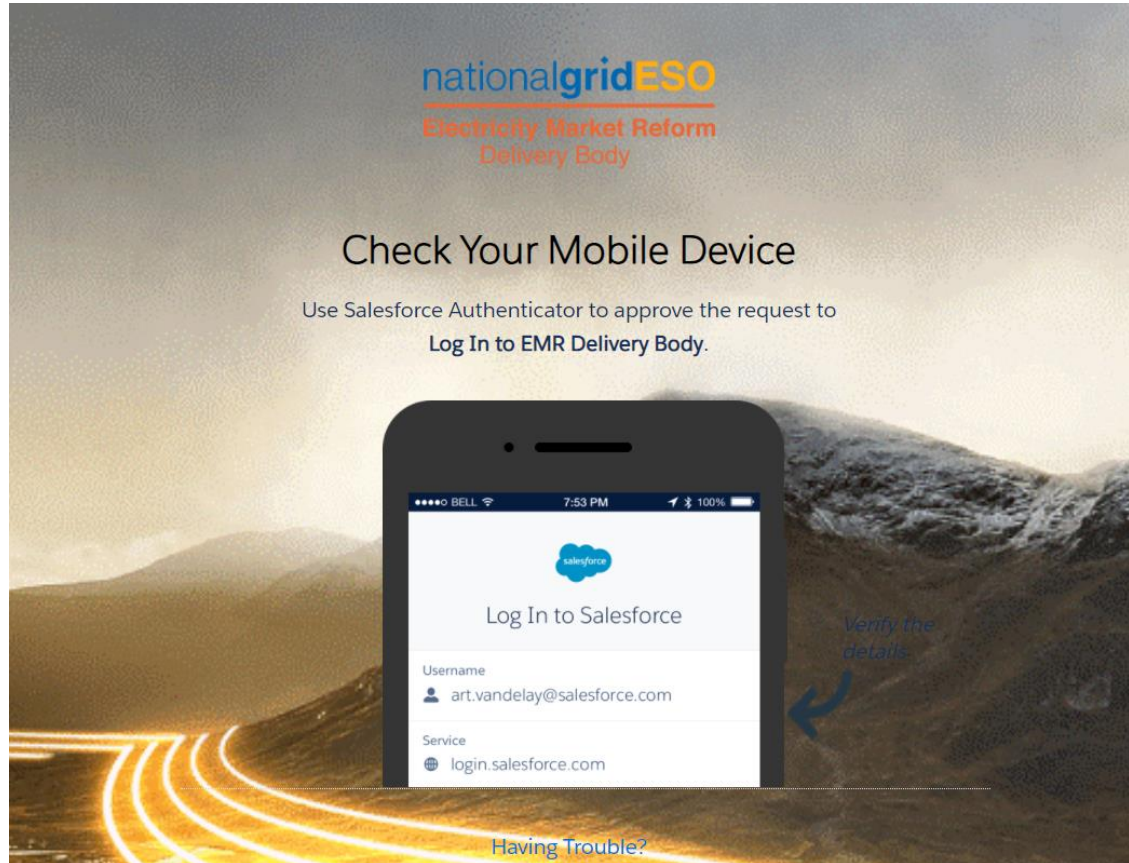 nationalgridESO
Electricity Market Reform
Delivery Body
Check Your Mobile Device
Use Salesforce Authenticator to approve the request to
Log In to EMR Delivery Body.
●●●●○ BELL 7:53 PM 100%
salesforce
Log In to Salesforce
Verify the
details.
Username
art.vandelay@salesforce.com
Service
login.salesforce.com
Having Trouble?